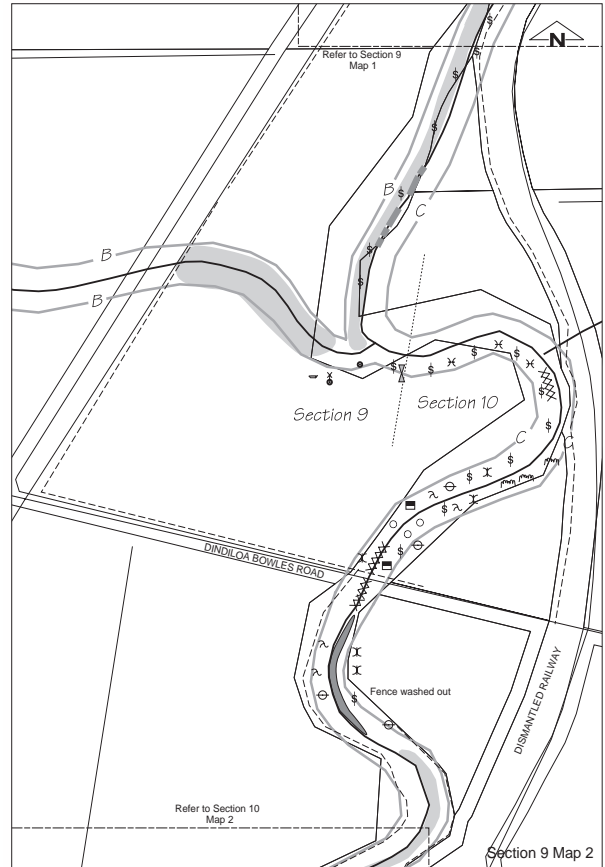 N
Refer to Section 9
Map 1
B
C
B
B
Section 9
Section 10
C
C
DINDILOA BOWLES ROAD
Fence washed out
DISMANTLED RAILWAY
Refer to Section 10
Map 2
Section 9 Map 2